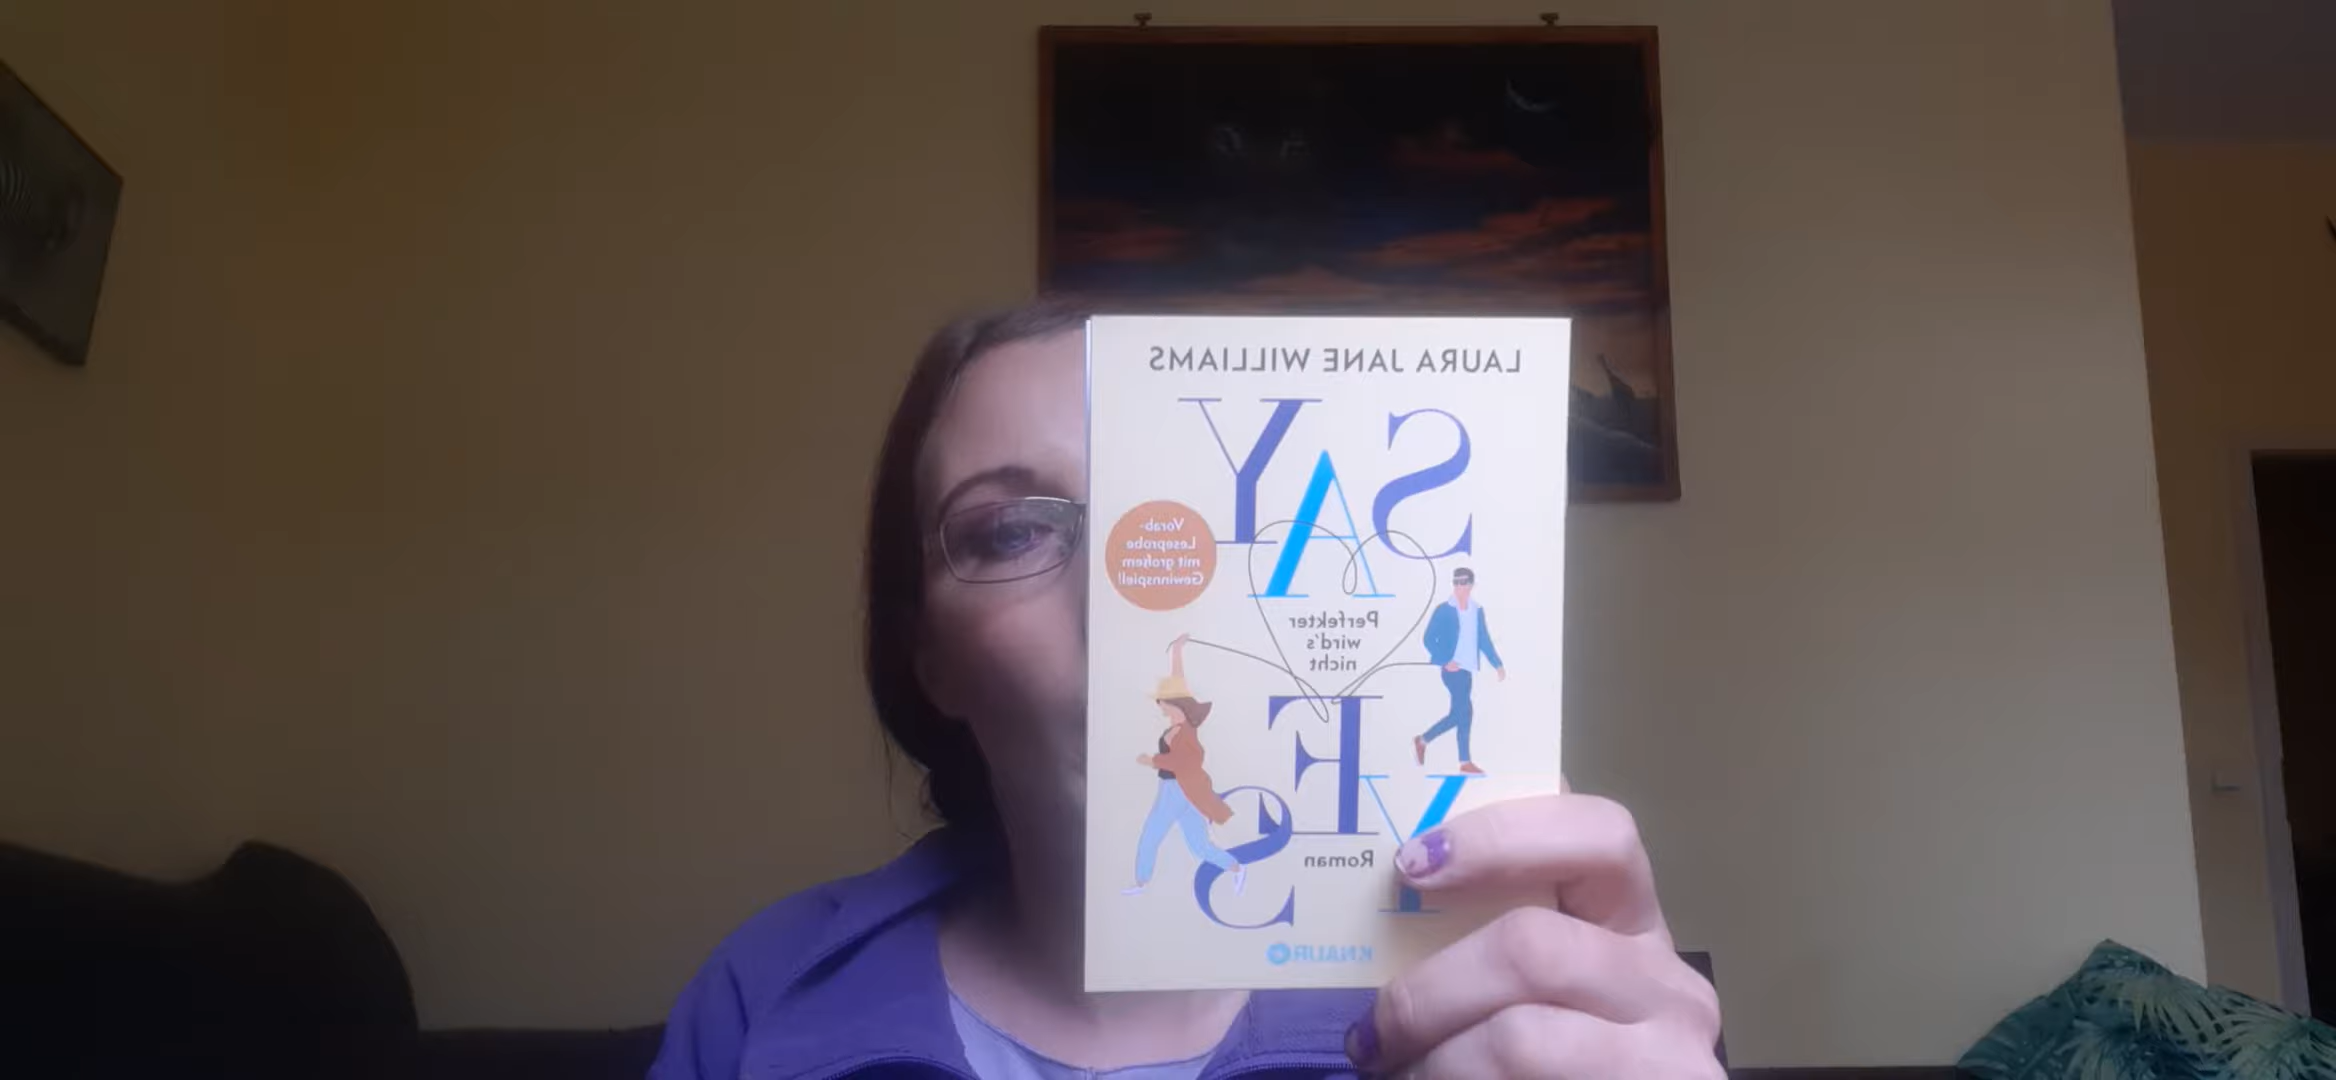 LAURA JANE WILLIAMS
SAY
Vorab-
Leseprobe
mit großem
Gewinnspiel!
Perfekter
wird's
nicht
YES
Roman
KNAUR